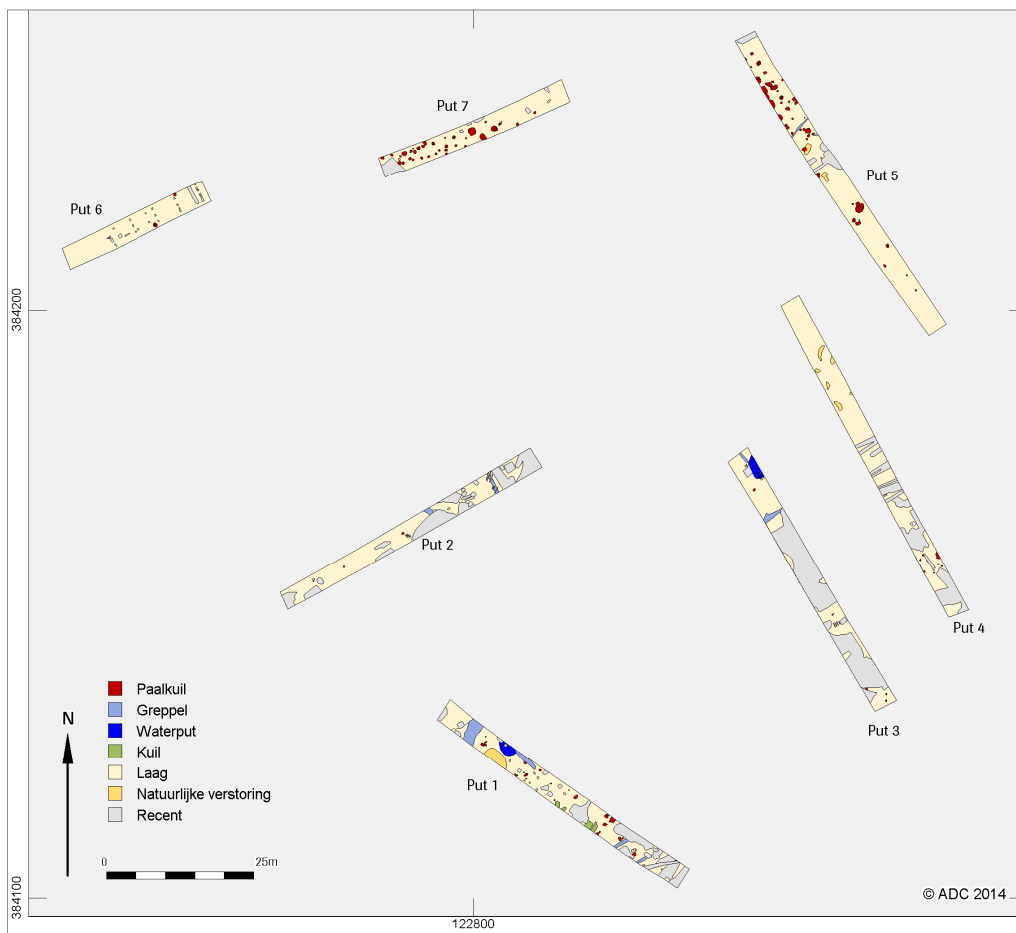 Put 7
Put 5
Put 6
384200
Put 2
Put 4
Put 3
Put 1
Paalkuil
Greppel
Waterput
Kuil
Laag
Natuurlijke verstoring
Recent
N
0 25m
© ADC 2014
384100
122800